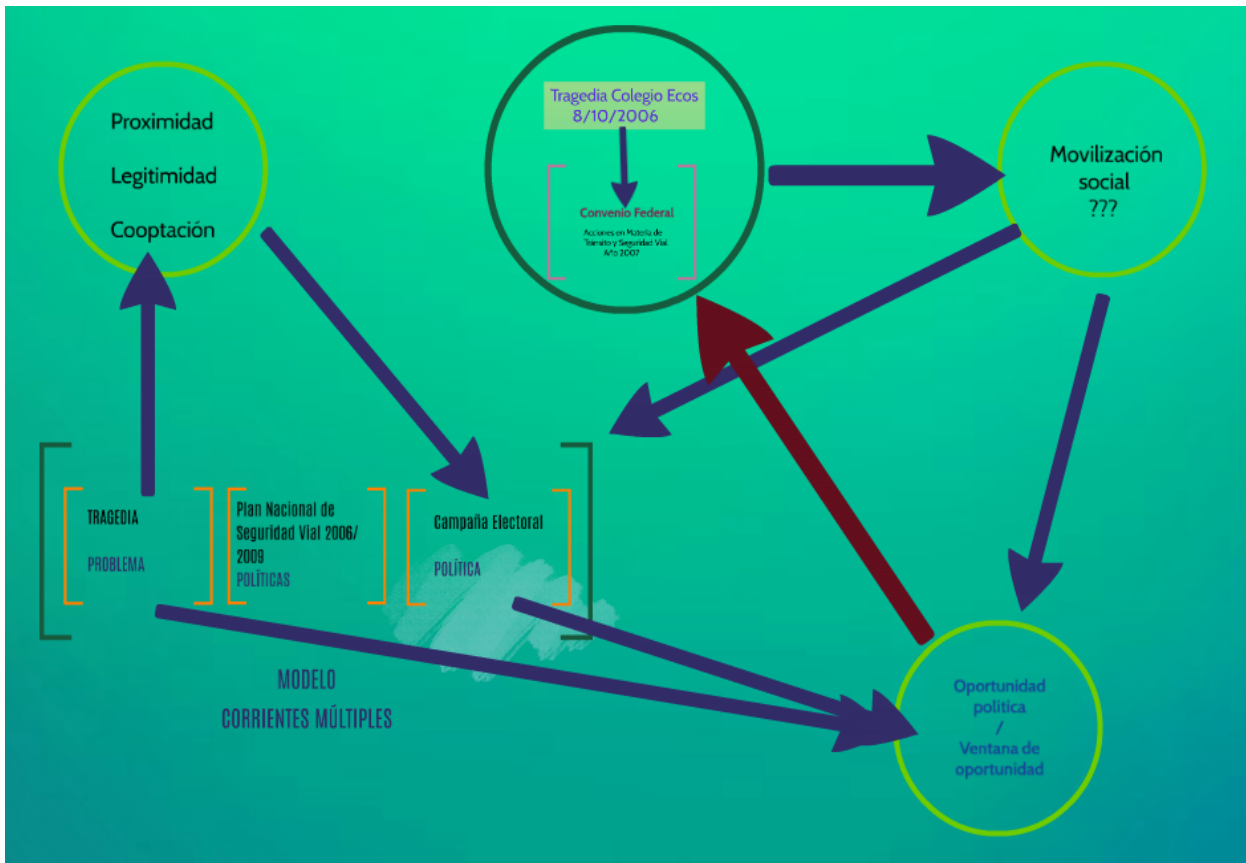 Proximidad
Legitimidad
Cooptación
Tragedia Colegio Ecos
8/10/2006
Convenio Federal
Acciones en Materia de
Tránsito y Seguridad Vial
Año 2007
Movilización
social
???
TRAGEDIA
PROBLEMA
Plan Nacional de
Seguridad Vial 2006/
2009
POLÍTICAS
Campaña Electoral
POLÍTICA
MODELO
CORRIENTES MÚLTIPLES
Oportunidad
política
/
Ventana de
oportunidad